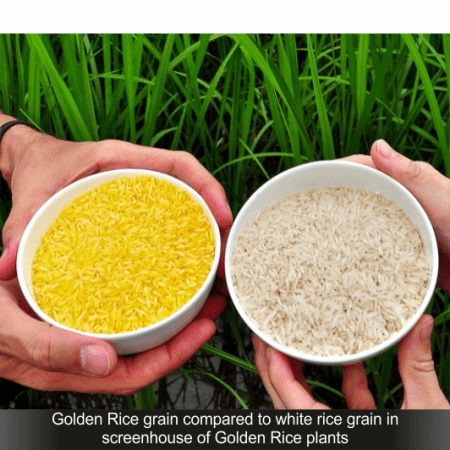 Golden Rice grain compared to white rice grain in
screenhouse of Golden Rice plants